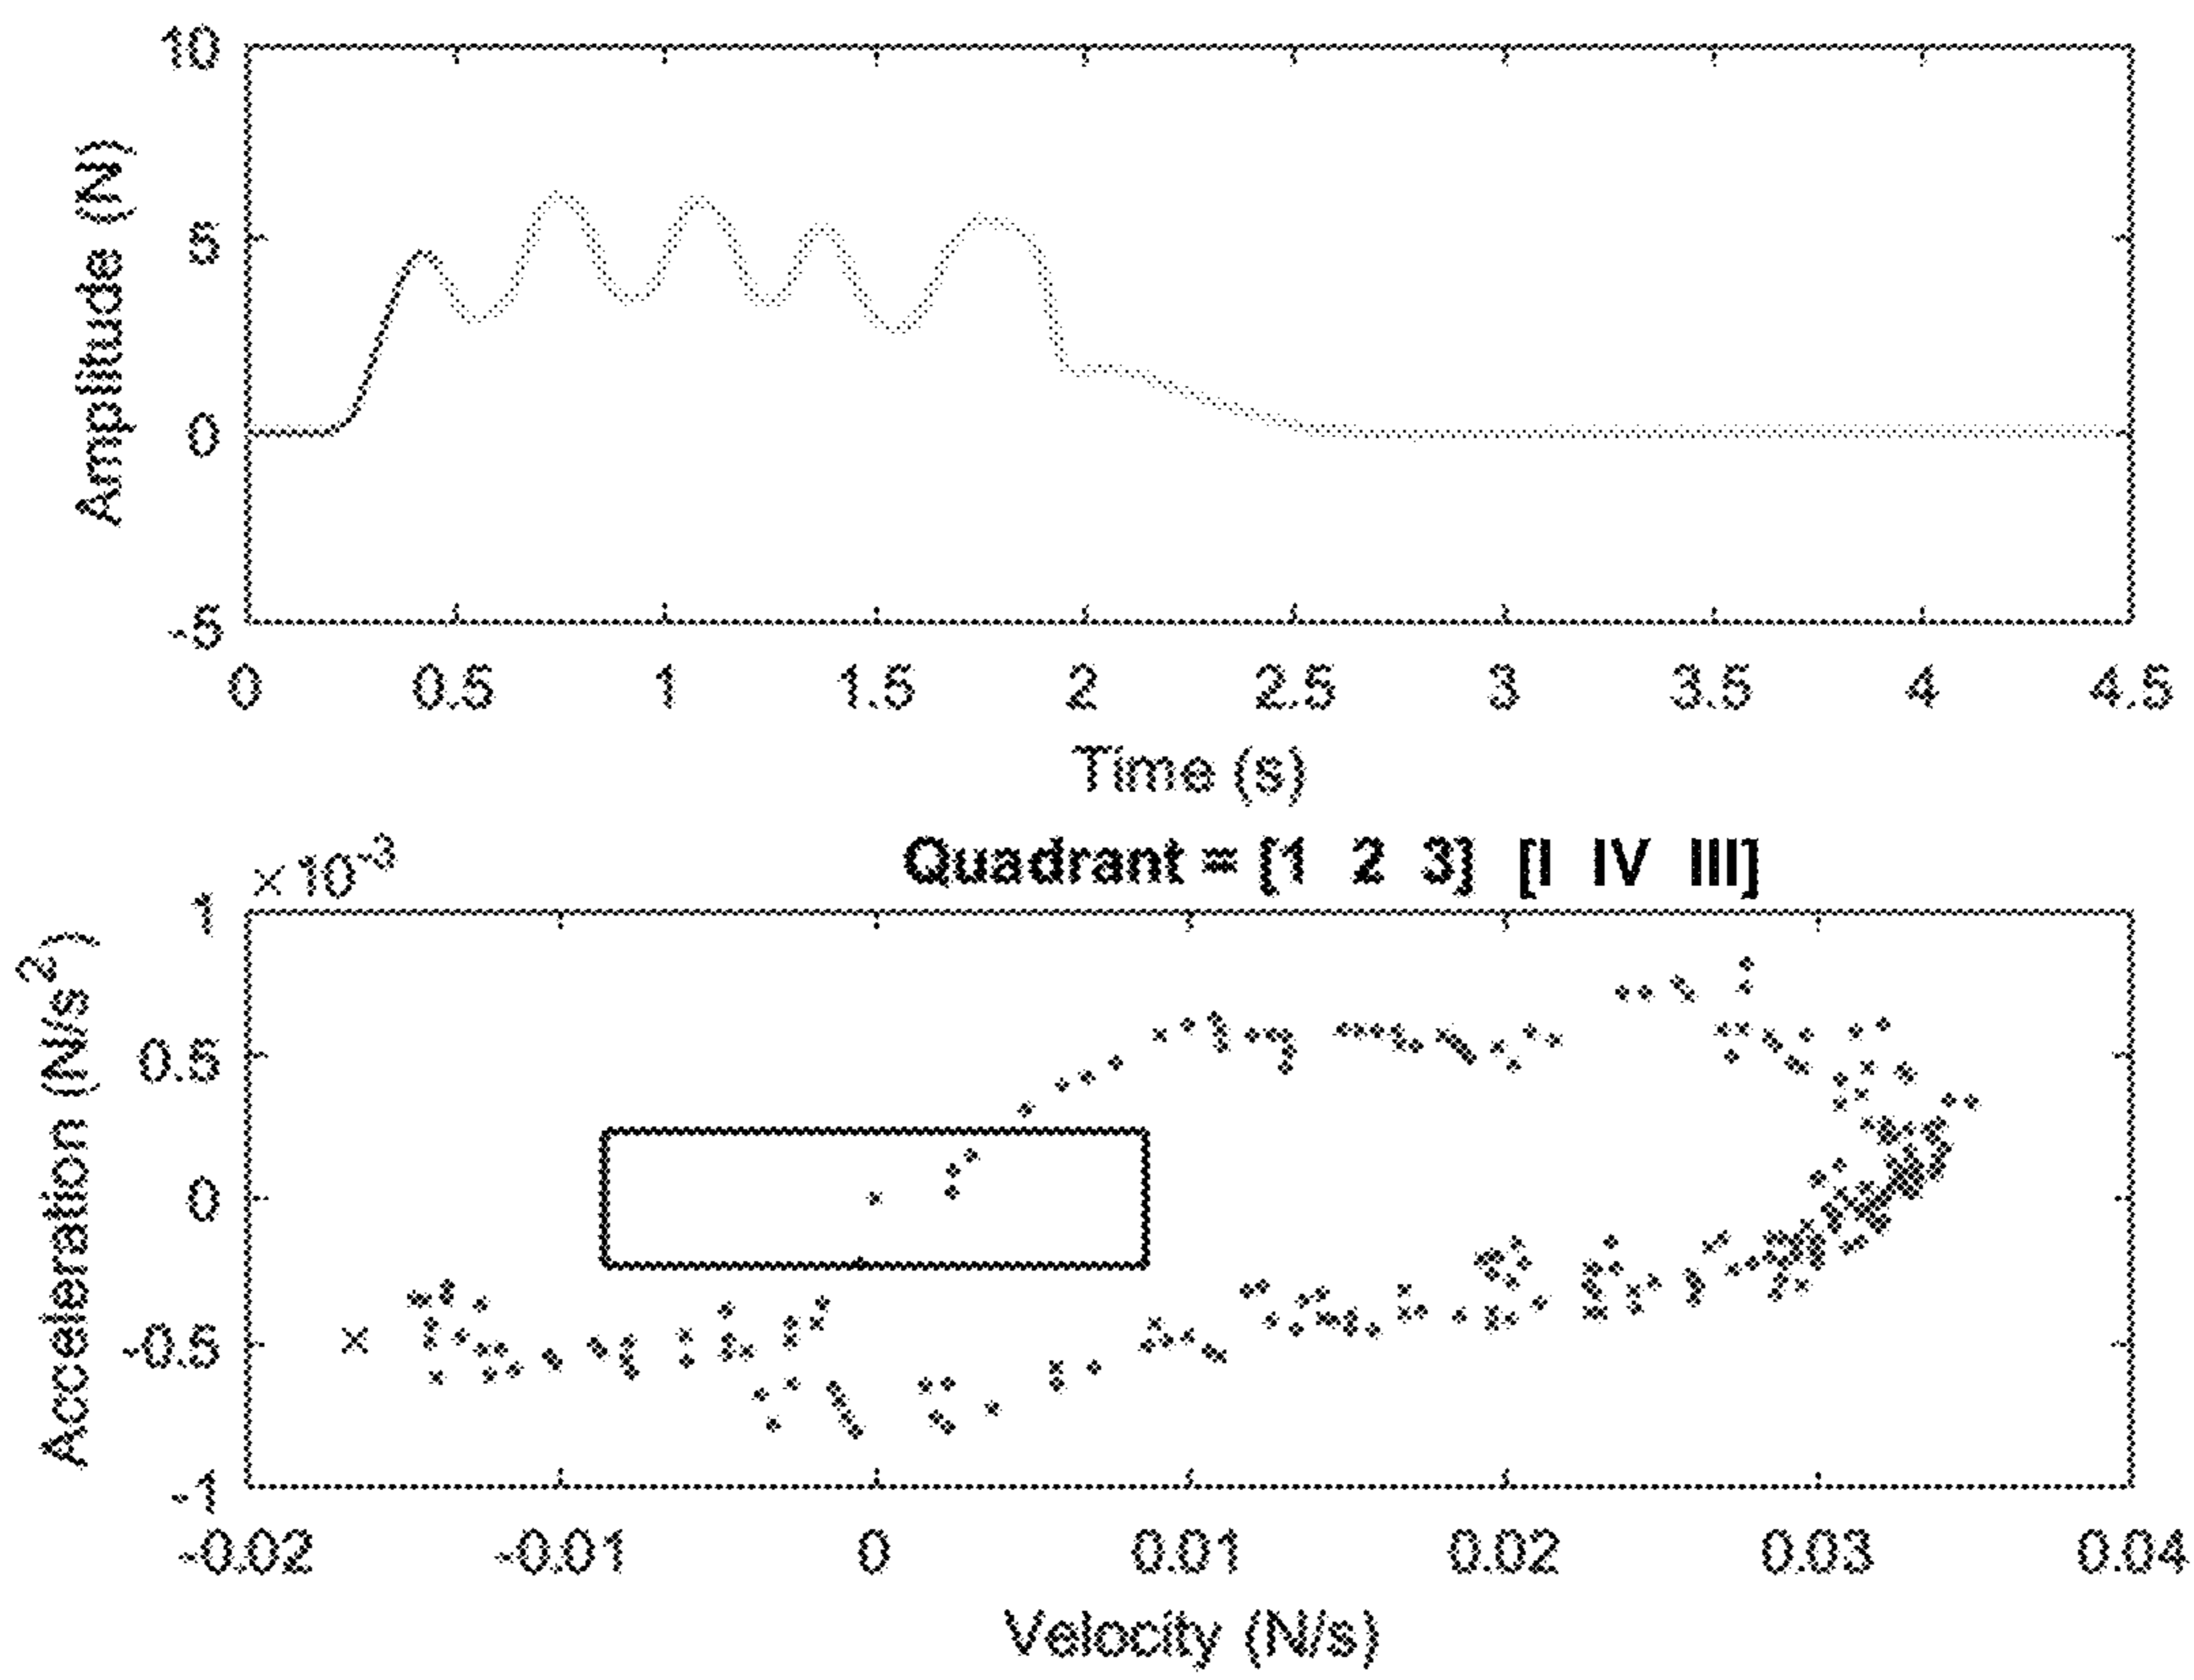 10
5
0
-5
Amplitude (N)
0 0.5 1 1.5 2 2.5 3 3.5 4 4.5
Time (s)
×10-3
Quadrant = [1 2 3] [I IV III]
1
0.5
0
-0.5
-1
Acceleration (N/s2)
-0.02 -0.01 0 0.01 0.02 0.03 0.04
Velocity (N/s)